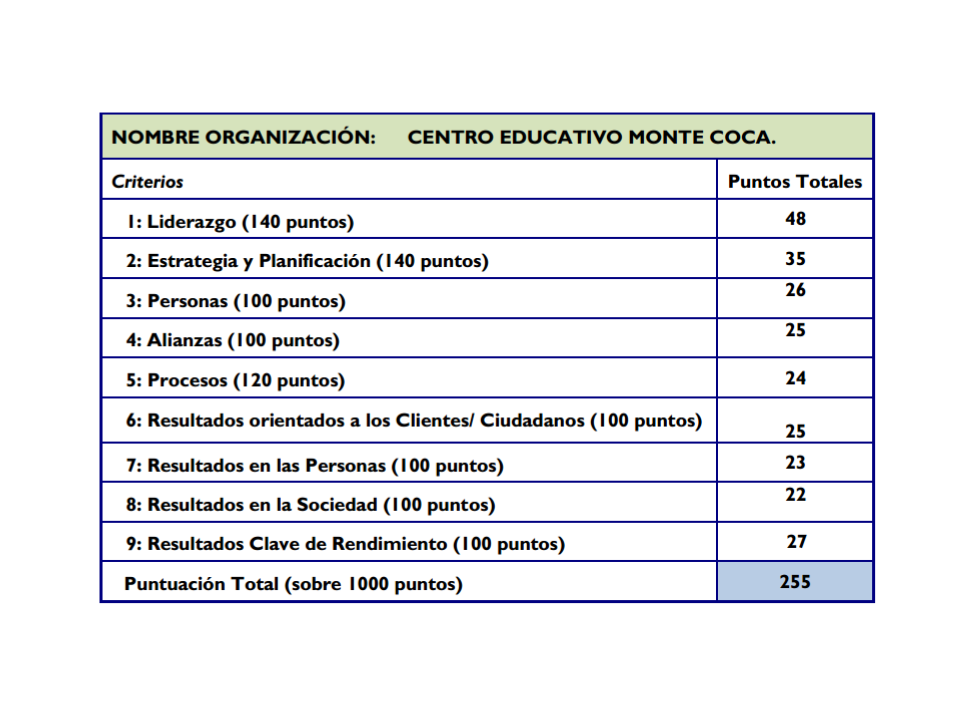 NOMBRE ORGANIZACIÓN: CENTRO EDUCATIVO MONTE COCA.
Criterios Puntos Totales
1: Liderazgo (140 puntos) 48
2: Estrategia y Planificación (140 puntos) 35
3: Personas (100 puntos) 26
4: Alianzas (100 puntos) 25
5: Procesos (120 puntos) 24
6: Resultados orientados a los Clientes/ Ciudadanos (100 puntos) 25
7: Resultados en las Personas (100 puntos) 23
8: Resultados en la Sociedad (100 puntos) 22
9: Resultados Clave de Rendimiento (100 puntos) 27
Puntuación Total (sobre 1000 puntos) 255